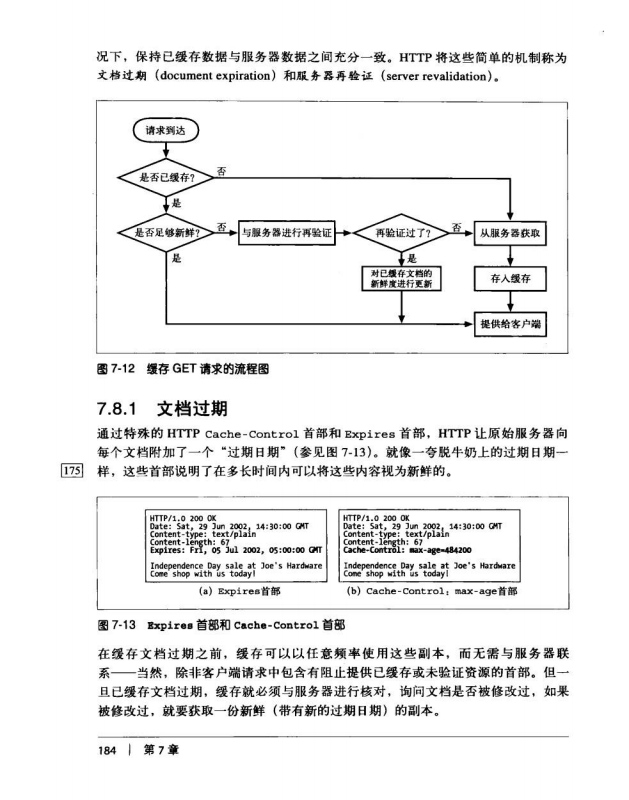 况下，保持已缓存数据与服务器数据之间充分一致。HTTP 将这些简单的机制称为
文档过期（document expiration）和服务器再验证（server revalidation）。
请求到达
是否已缓存?
否
是
是否足够新鲜?
否
与服务器进行再验证
再验证过了?
否
从服务器获取
是
是
对已缓存文档的
新鲜度进行更新
存入缓存
提供给客户端
图 7-12 缓存 GET 请求的流程图
7.8.1 文档过期
通过特殊的 HTTP Cache-Control 首部和 Expires 首部，HTTP 让原始服务器向
每个文档附加了一个“过期日期”（参见图 7-13）。就像一夸脱牛奶上的过期日期一
175
样，这些首部说明了在多长时间内可以将这些内容视为新鲜的。
HTTP/1.0 200 OK
Date: Sat, 29 Jun 2002, 14:30:00 GMT
Content-type: text/plain
Content-length: 67
Expires: Fri, 05 Jul 2002, 05:00:00 GMT
Independence Day sale at Joe's Hardware
Come shop with us today!
(a) Expires首部
HTTP/1.0 200 OK
Date: Sat, 29 Jun 2002, 14:30:00 GMT
Content-type: text/plain
Content-length: 67
Cache-Control: max-age=484200
Independence Day sale at Joe's Hardware
Come shop with us today!
(b) Cache-Control: max-age首部
图 7-13 Expires 首部和 Cache-Control 首部
在缓存文档过期之前，缓存可以以任意频率使用这些副本，而无需与服务器联
系——当然，除非客户端请求中包含有阻止提供已缓存或未验证资源的首部。但一
旦已缓存文档过期，缓存就必须与服务器进行核对，询问文档是否被修改过，如果
被修改过，就要获取一份新鲜（带有新的过期日期）的副本。
184 | 第 7 章